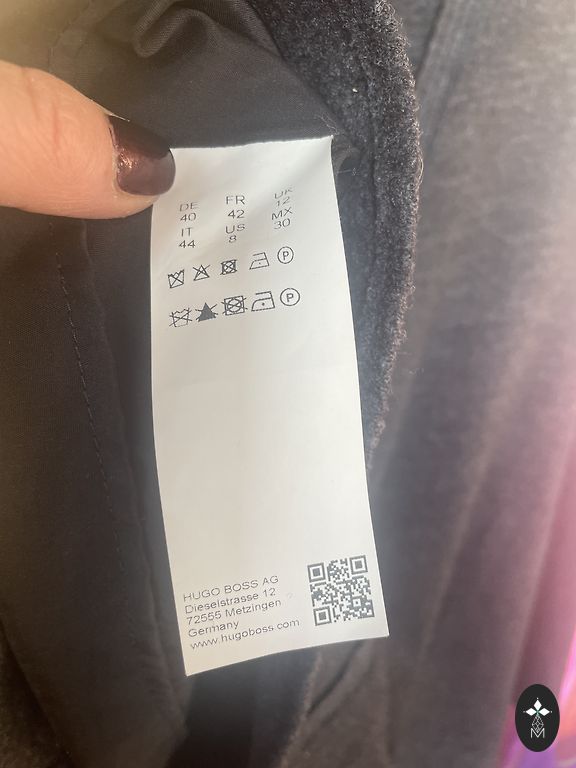 DE FR UK
40 42 12
IT US MX
44 8 30
P
P
HUGO BOSS AG
Dieselstrasse 12
72555 Metzingen
Germany
www.hugoboss.com
M